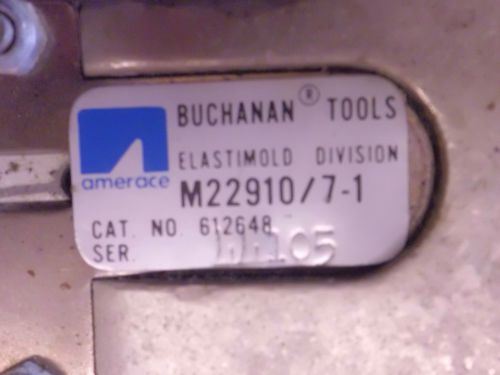 BUCHANAN® TOOLS
ELASTIMOLD DIVISION
amerace
M22910/7-1
CAT. NO. 612648
SER.